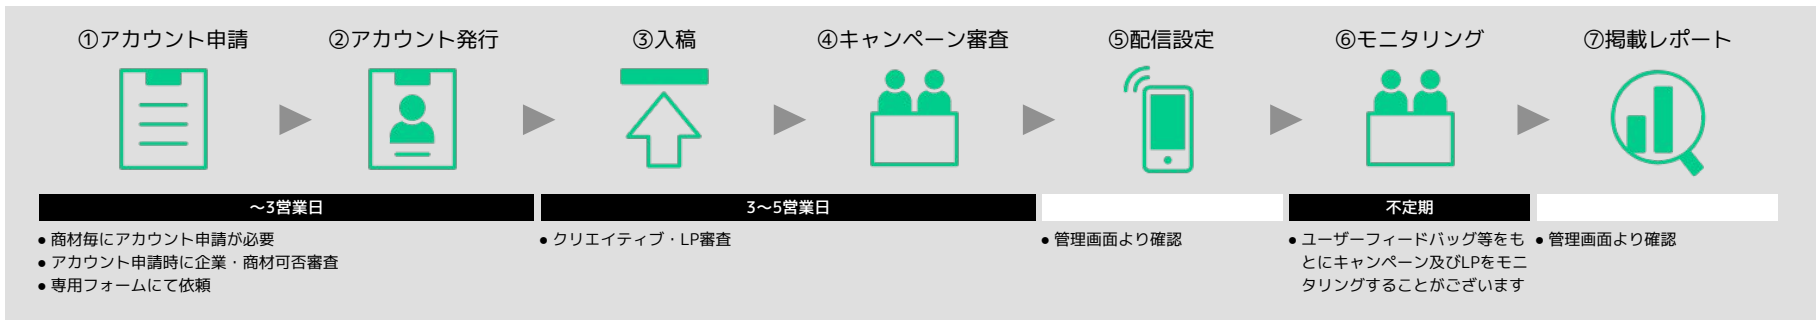 ①アカウント申請
②アカウント発行
③入稿
④キャンペーン審査
⑤配信設定
⑥モニタリング
⑦掲載レポート
～3営業日
3～5営業日
不定期
● 商材毎にアカウント申請が必要
● アカウント申請時に企業・商材可否審査
● 専用フォームにて依頼
● クリエイティブ・LP審査
● 管理画面より確認
● ユーザーフィードバッグ等をも
とにキャンペーン及びLPをモニ
タリングすることがございます
● 管理画面より確認